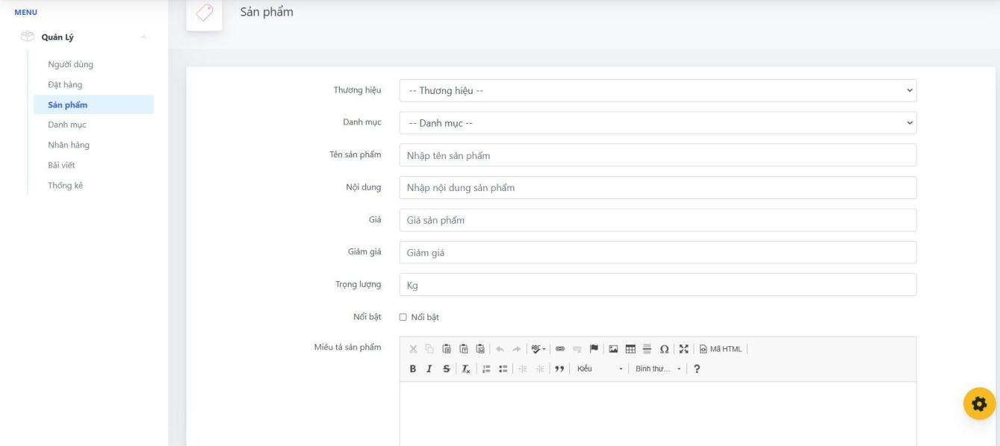 MENU
Sản phẩm
Quản Lý
Người dùng
Đặt hàng
Sản phẩm
Danh mục
Nhãn hàng
Bài viết
Thống kê
Thương hiệu
-- Thương hiệu --
Danh mục
-- Danh mục --
Tên sản phẩm
Nhập tên sản phẩm
Nội dung
Nhập nội dung sản phẩm
Giá
Giá sản phẩm
Giảm giá
Giảm giá
Trọng lượng
Kg
Nổi bật
Nổi bật
Miêu tả sản phẩm
Mã HTML
Kiểu
Bình thư...